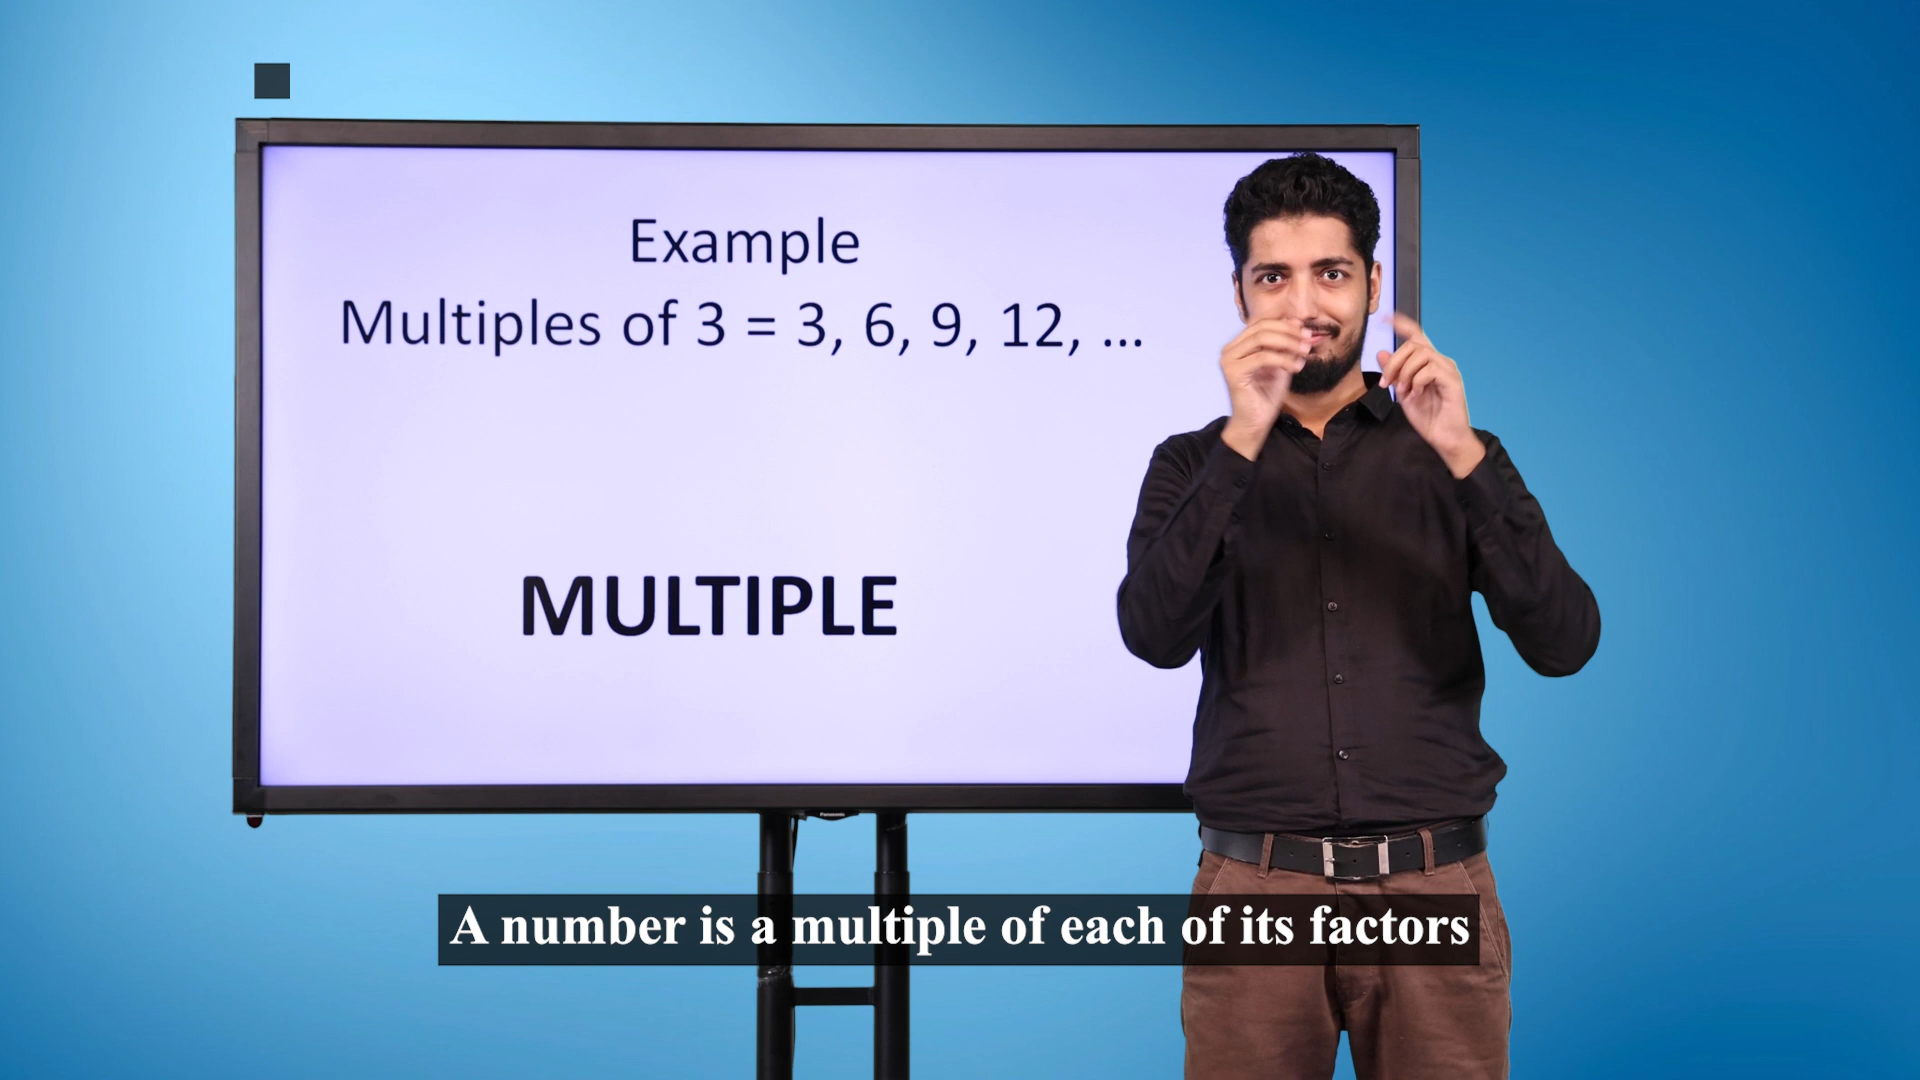 Example
Multiples of 3 = 3, 6, 9, 12, ...
MULTIPLE
A number is a multiple of each of its factors